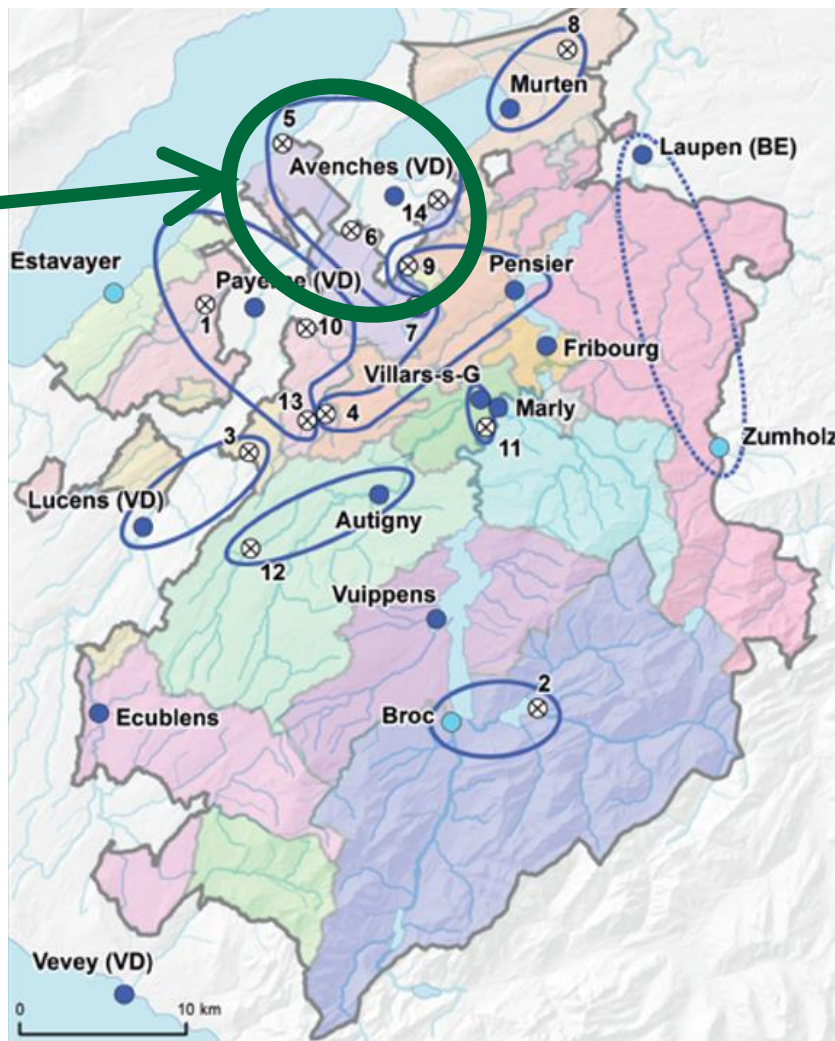 8
Murten
5
Laupen (BE)
Avenches (VD)
14
6
Estavayer
9
Payerne (VD)
Pensier
1
10
7
Fribourg
Villars-s-G
13
4
Marly
3
11
Zumholz
Lucens (VD)
Autigny
12
Vuippens
2
Ecublens
Broc
Vevey (VD)
0
10 km